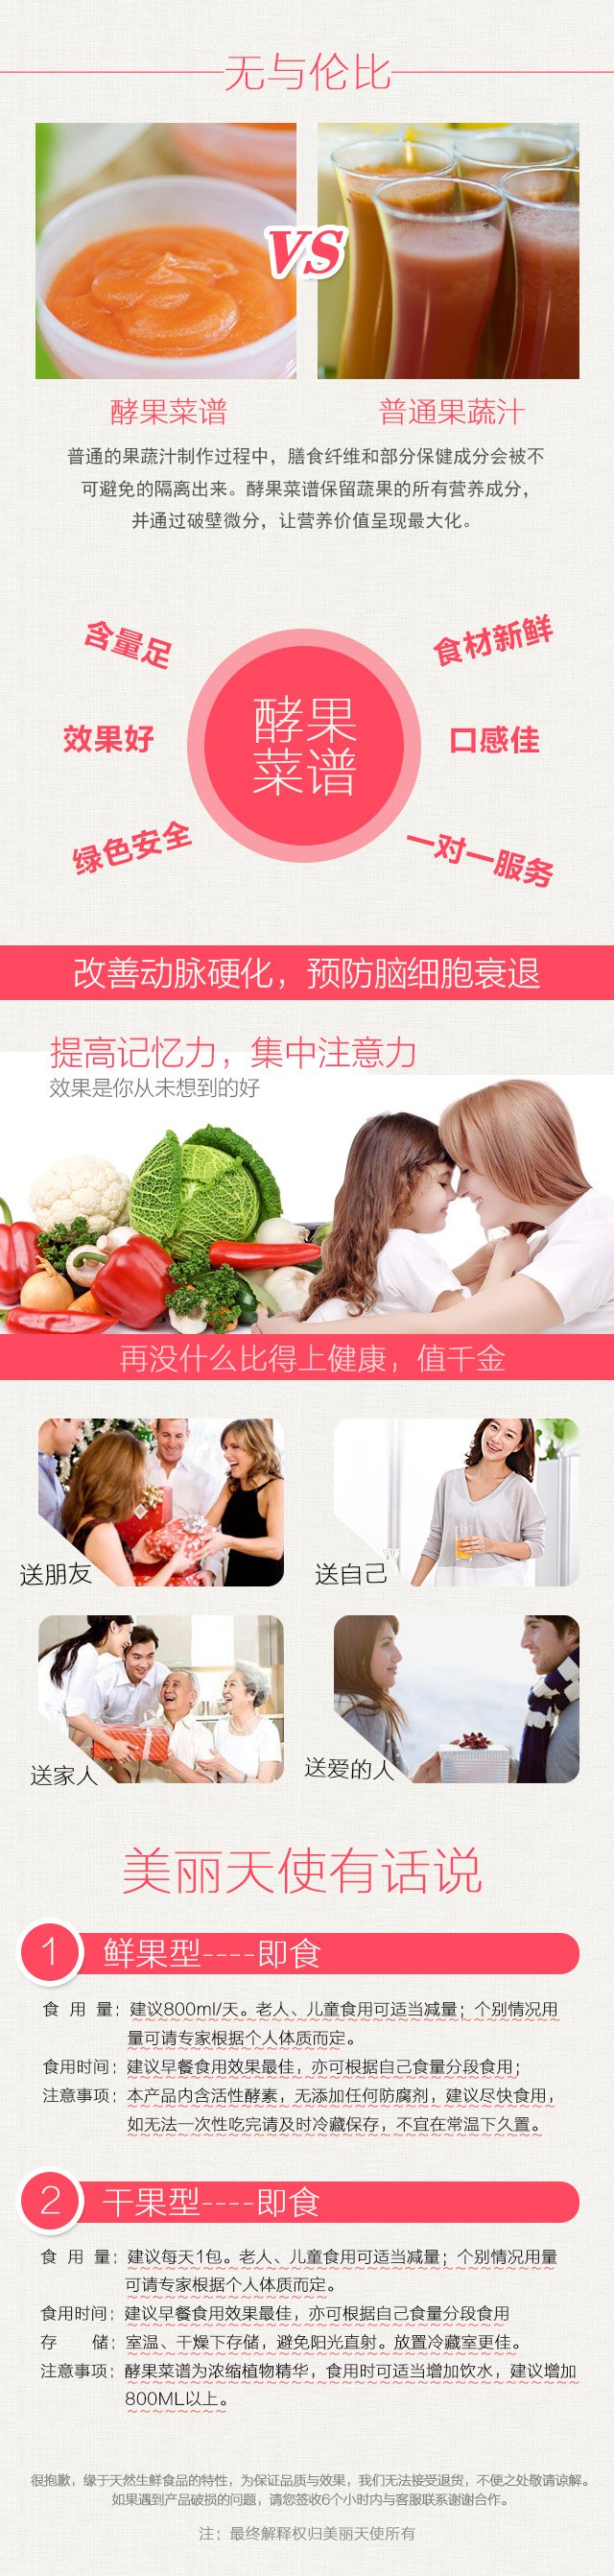 无与伦比
VS
酵果菜谱
普通果蔬汁
普通的果蔬汁制作过程中，膳食纤维和部分保健成分会被不
可避免的隔离出来。酵果菜谱保留蔬果的所有营养成分，
并通过破壁微分，让营养价值呈现最大化。
含量足
食材新鲜
效果好
酵果
菜谱
口感佳
绿色安全
一对一服务
改善动脉硬化，预防脑细胞衰退
提高记忆力，集中注意力
效果是你从未想到的好
再没什么比得上健康，值千金
送朋友
送自己
送家人
送爱的人
美丽天使有话说
1 鲜果型----即食
食 用 量：建议800ml/天。老人、儿童食用可适当减量；个别情况用
量可请专家根据个人体质而定。
食用时间：建议早餐食用效果最佳，亦可根据自己食量分段食用；
注意事项：本产品内含活性酵素，无添加任何防腐剂，建议尽快食用，
如无法一次性吃完请及时冷藏保存，不宜在常温下久置。
2 干果型----即食
食 用 量：建议每天1包。老人、儿童食用可适当减量；个别情况用量
可请专家根据个人体质而定。
食用时间：建议早餐食用效果最佳，亦可根据自己食量分段食用
存 储：室温、干燥下存储，避免阳光直射。放置冷藏室更佳。
注意事项：酵果菜谱为浓缩植物精华，食用时可适当增加饮水，建议增加
800ML以上。
很抱歉，缘于天然生鲜食品的特性，为保证品质与效果，我们无法接受退货，不便之处敬请谅解。
如果遇到产品破损的问题，请您签收6个小时内与客服联系谢谢合作。
注：最终解释权归美丽天使所有